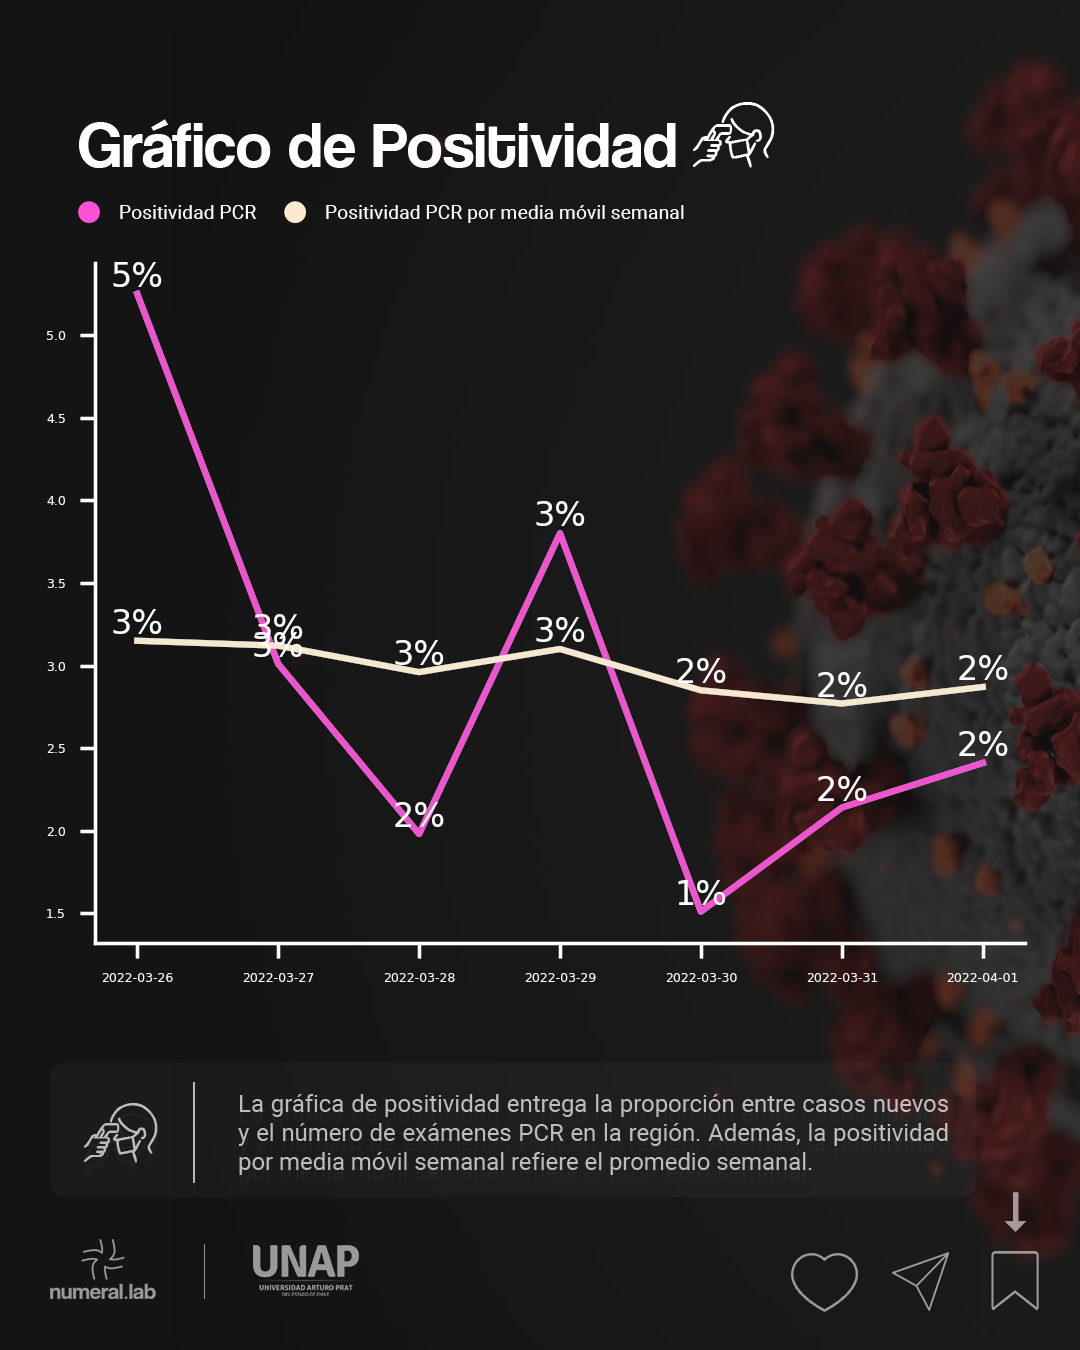 Gráfico de Positividad
Positividad PCR
Positividad PCR por media móvil semanal
5%
5.0
4.5
4.0
3%
3.5
3%
3%
3%
3%
3%
3.0
2%
2%
2%
2%
2.5
2%
2%
2.0
1%
1.5
2022-03-26
2022-03-27
2022-03-28
2022-03-29
2022-03-30
2022-03-31
2022-04-01
La gráfica de positividad entrega la proporción entre casos nuevos
y el número de exámenes PCR en la región. Además, la positividad
por media móvil semanal refiere el promedio semanal.
numeral.lab
UNAP
UNIVERSIDAD ARTURO PRAT
DEL ESTADO DE CHILE